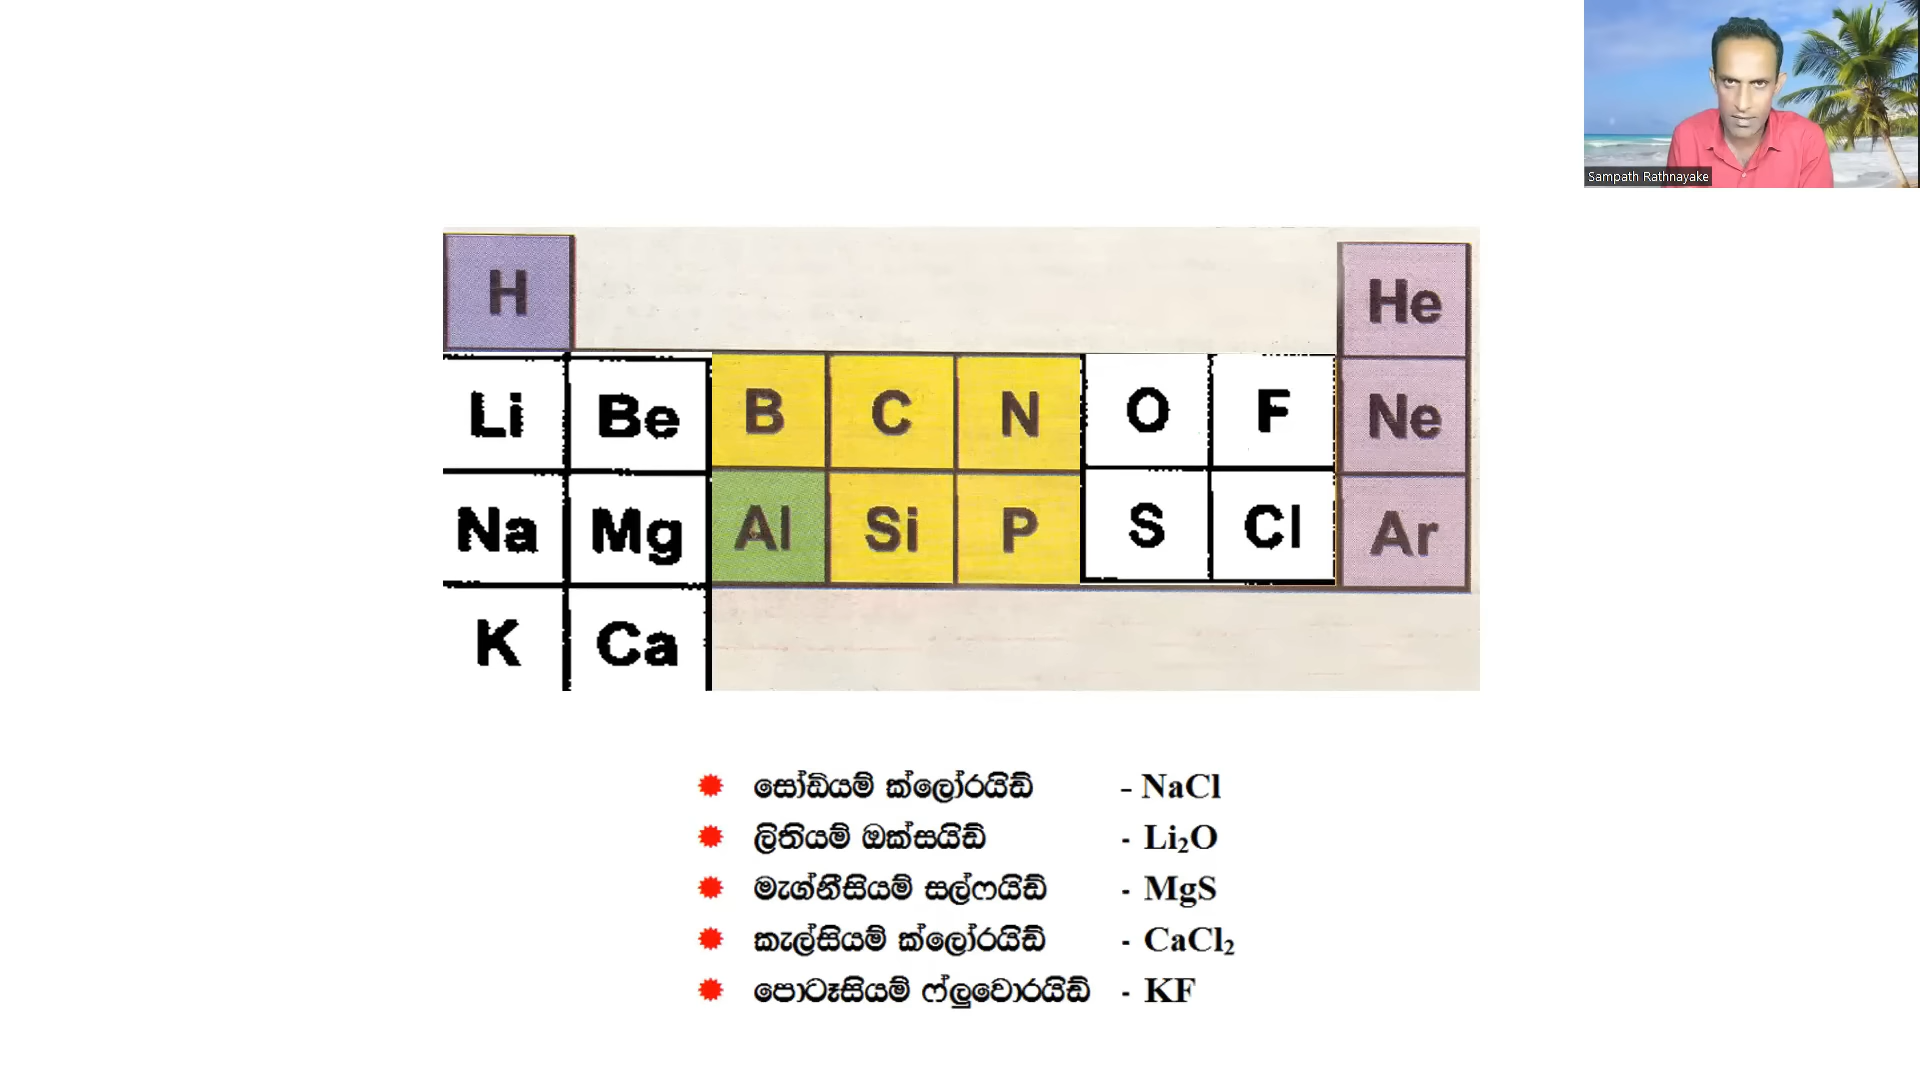 Sampath Rathnayake
H He
Li Be B C N O F Ne
Na Mg Al Si P S Cl Ar
K Ca
සෝඩියම් ක්ලෝරයිඩ් - NaCl
ලිතියම් ඔක්සයිඩ් - Li₂O
මැග්නීසියම් සල්ෆයිඩ් - MgS
කැල්සියම් ක්ලෝරයිඩ් - CaCl₂
පොටෑසියම් ෆ්ලුවොරයිඩ් - KF